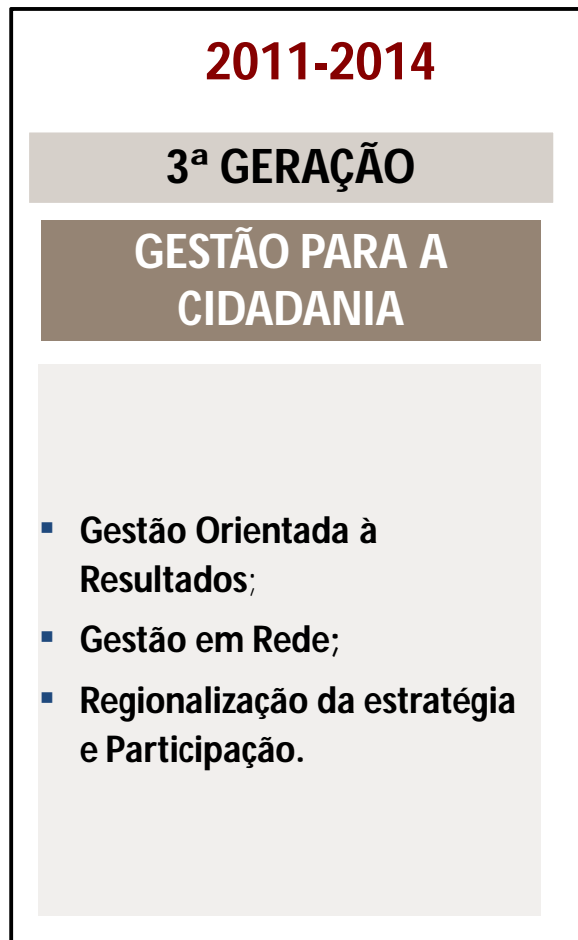 2011-2014
3ª GERAÇÃO
GESTÃO PARA A
CIDADANIA
▪ Gestão Orientada à
Resultados;
▪ Gestão em Rede;
▪ Regionalização da estratégia
e Participação.